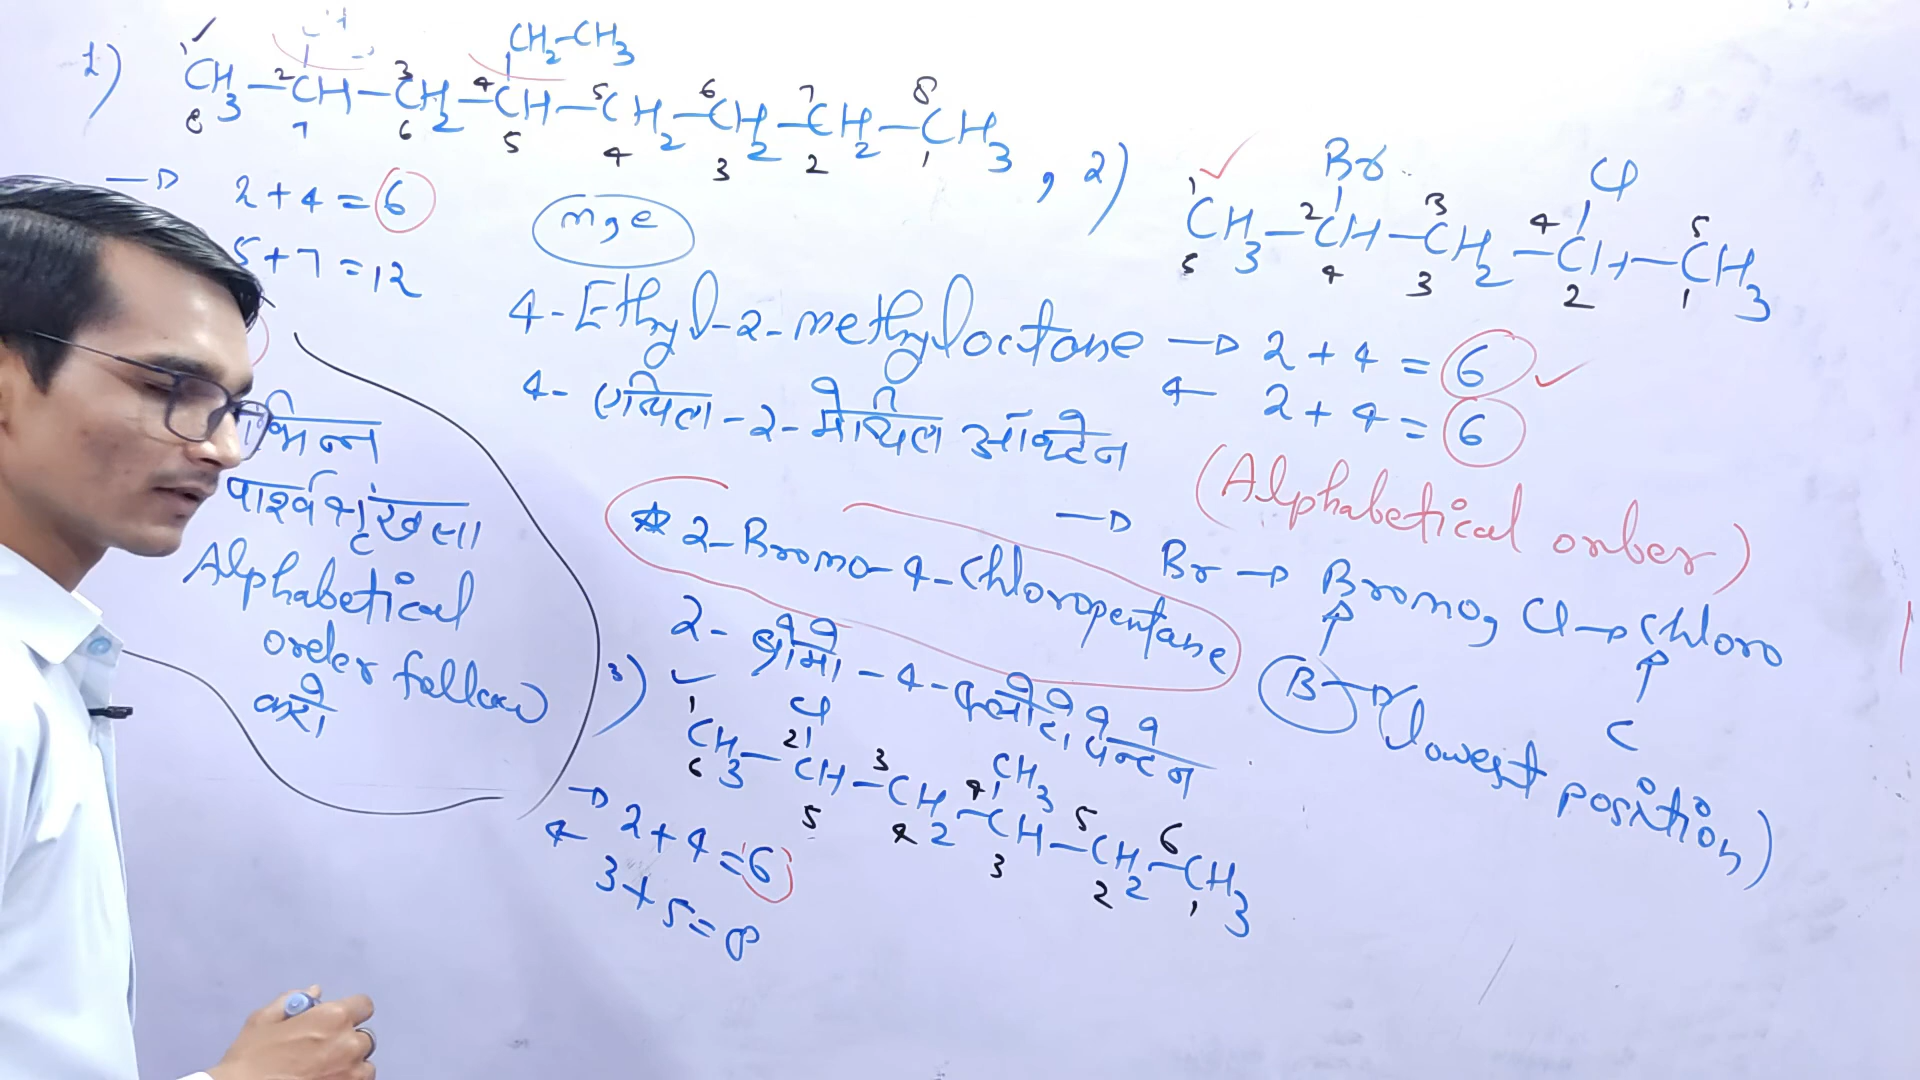 CH2-CH3
1) CH3-CH-CH2-CH-CH2-CH2-CH2-CH3
1 2 3 4 5 6 7 8
8 7 6 5 4 3 2 1
2+4=6
5+7=12
m, e
4-Ethyl-2-methyloctane
4-एथिल-2-मेथिल ऑक्टेन
, 2)
Br Cl
CH3-CH-CH2-CH-CH3
1 2 3 4 5
5 4 3 2 1
→ 2+4=6 ✓
← 2+4=6
(Alphabetical orber)
→ Br → Bromo, Cl → Chloro
B → (lowest position)
C
पार्श्व श्रृंखला
Alphabetical
order follow
करो
☆ 2-Bromo-4-Chloropentane
2-ब्रोमो-4-क्लोरो पेन्टेन
3)
Cl CH3
CH3-CH-CH2-CH-CH2-CH3
1 2 3 4 5 6
6 5 4 3 2 1
→ 2+4=6
← 3+5=8